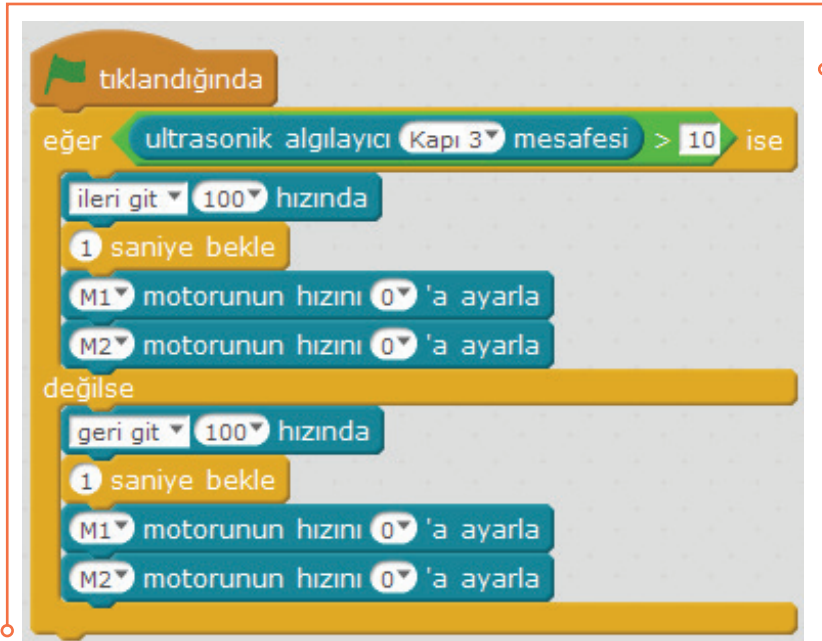 tıklandığında
eğer ultrasonik algılayıcı Kapı 3 mesafesi > 10 ise
ileri git 100 hızında
1 saniye bekle
M1 motorunun hızını 0 'a ayarla
M2 motorunun hızını 0 'a ayarla
değilse
geri git 100 hızında
1 saniye bekle
M1 motorunun hızını 0 'a ayarla
M2 motorunun hızını 0 'a ayarla